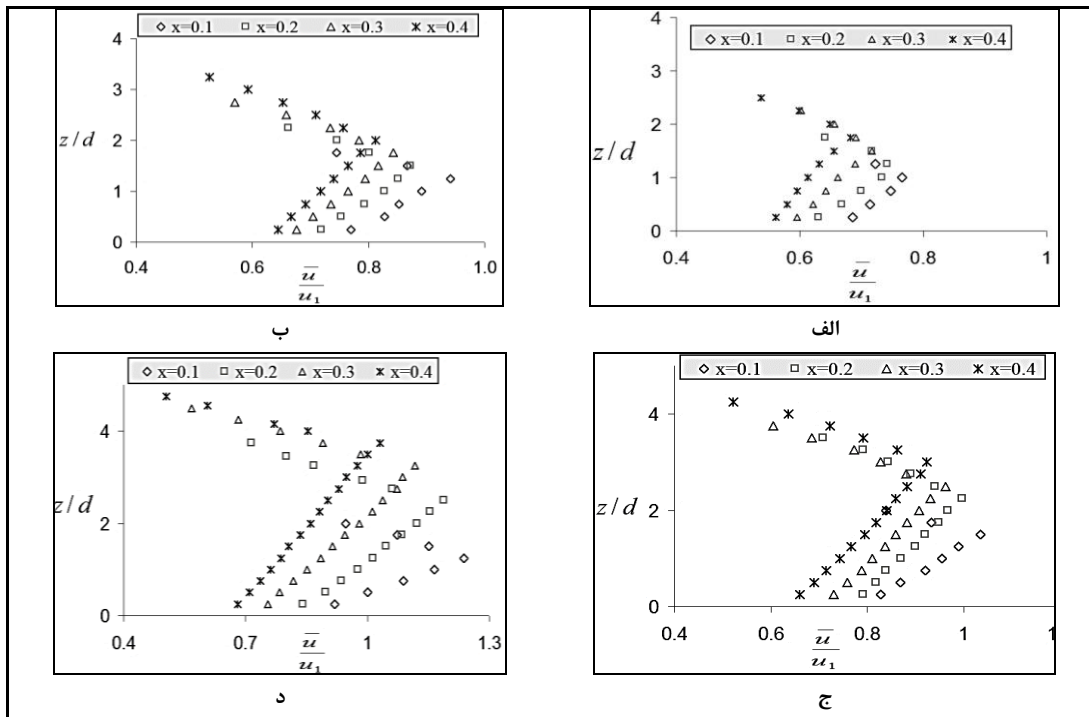 x=0.1 x=0.2 x=0.3 x=0.4
4
3
z/d
2
1
0
0.4 0.6 0.8 1
u̅
u₁
الف
x=0.1 x=0.2 x=0.3 x=0.4
4
3
z/d
2
1
0
0.4 0.6 0.8 1.0
u̅
u₁
ب
x=0.1 x=0.2 x=0.3 x=0.4
4
z/d
2
0
0.4 0.6 0.8 1 1
u̅
u₁
ج
x=0.1 x=0.2 x=0.3 x=0.4
4
z/d
2
0
0.4 0.7 1 1.3
u̅
u₁
د